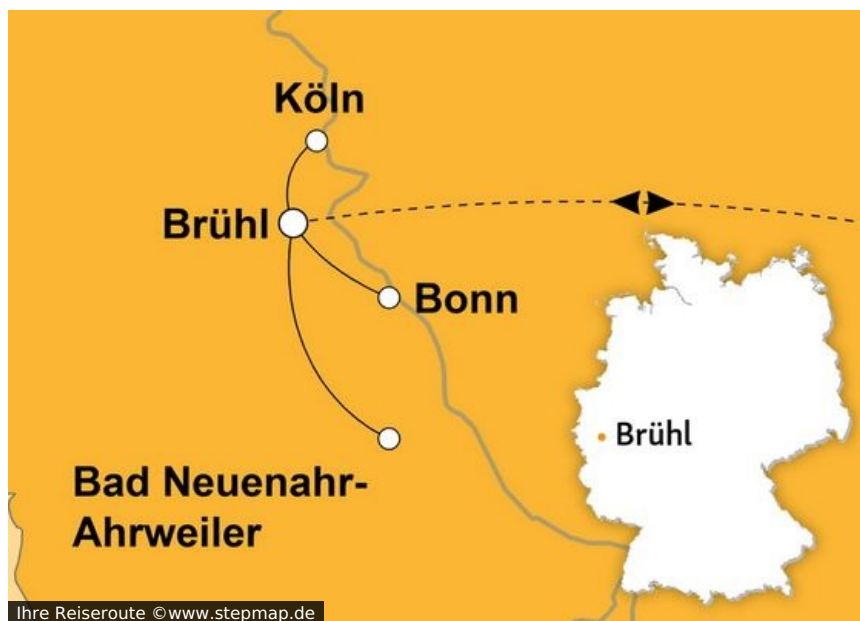 Köln
Brühl
Bonn
Brühl
Bad Neuenahr-
Ahrweiler
Ihre Reiseroute ©www.stepmap.de